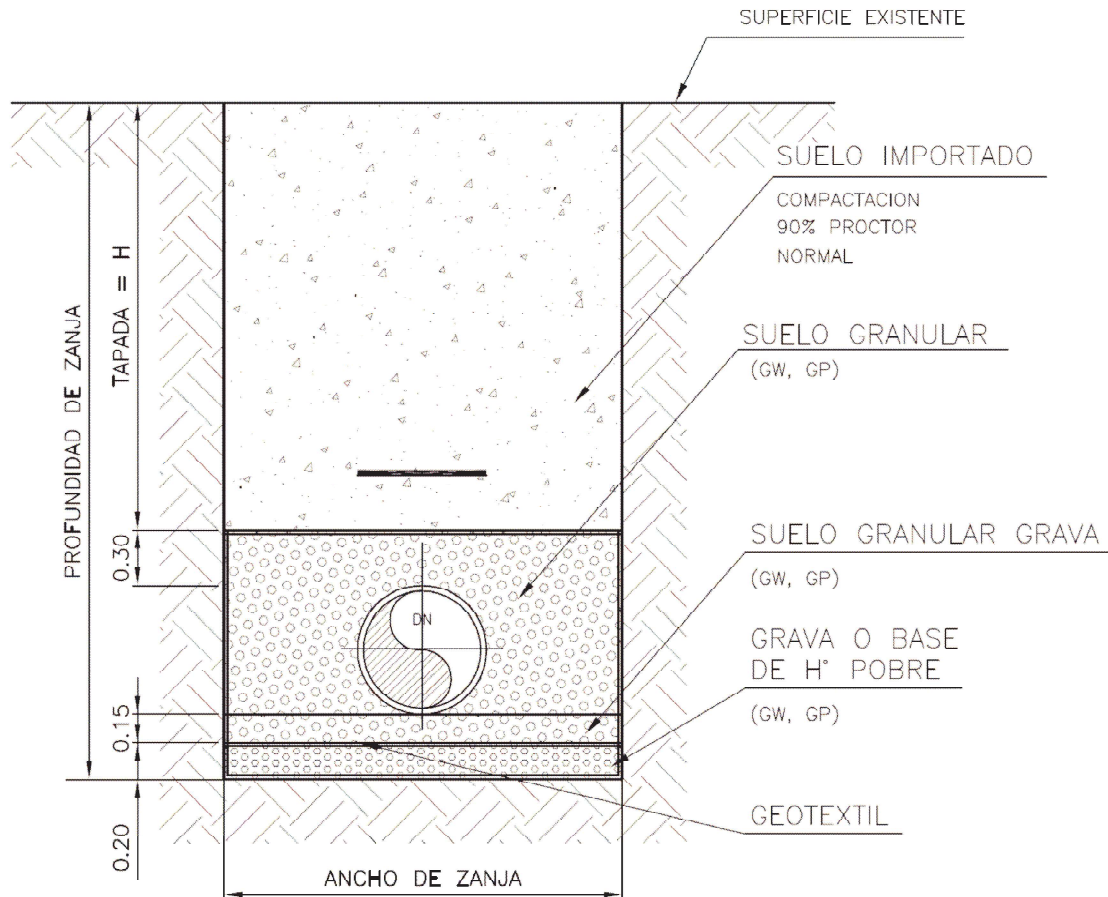 SUPERFICIE EXISTENTE
SUELO IMPORTADO
COMPACTACION
90% PROCTOR
NORMAL
SUELO GRANULAR
(GW, GP)
SUELO GRANULAR GRAVA
(GW, GP)
GRAVA O BASE
DE H° POBRE
(GW, GP)
GEOTEXTIL
PROFUNDIDAD DE ZANJA
TAPADA = H
0.30
0.15
0.20
DN
ANCHO DE ZANJA